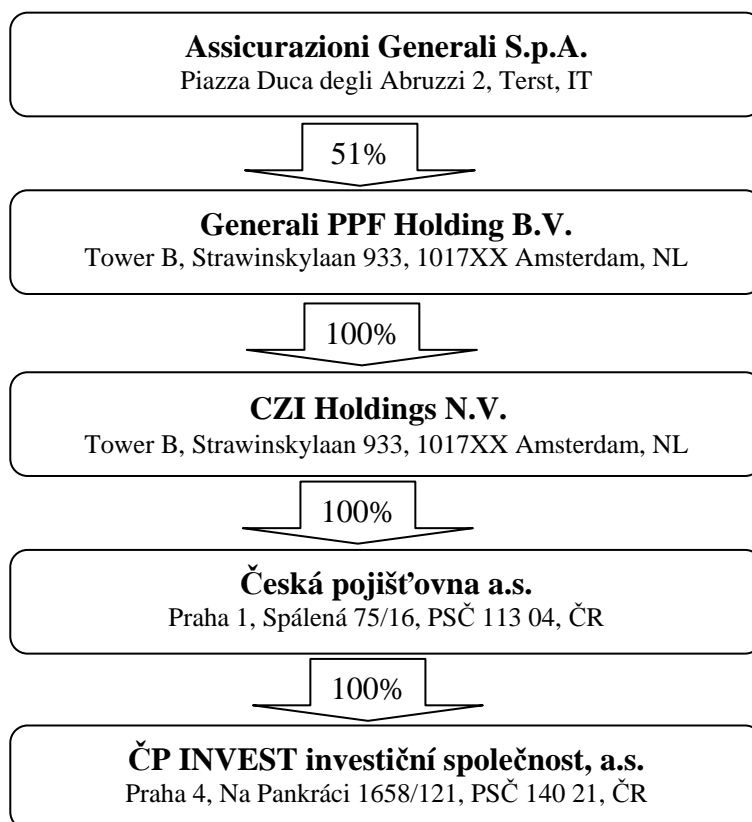 Assicurazioni Generali S.p.A.
Piazza Duca degli Abruzzi 2, Terst, IT
51%
Generali PPF Holding B.V.
Tower B, Strawinskylaan 933, 1017XX Amsterdam, NL
100%
CZI Holdings N.V.
Tower B, Strawinskylaan 933, 1017XX Amsterdam, NL
100%
Česká pojišťovna a.s.
Praha 1, Spálená 75/16, PSČ 113 04, ČR
100%
ČP INVEST investiční společnost, a.s.
Praha 4, Na Pankráci 1658/121, PSČ 140 21, ČR